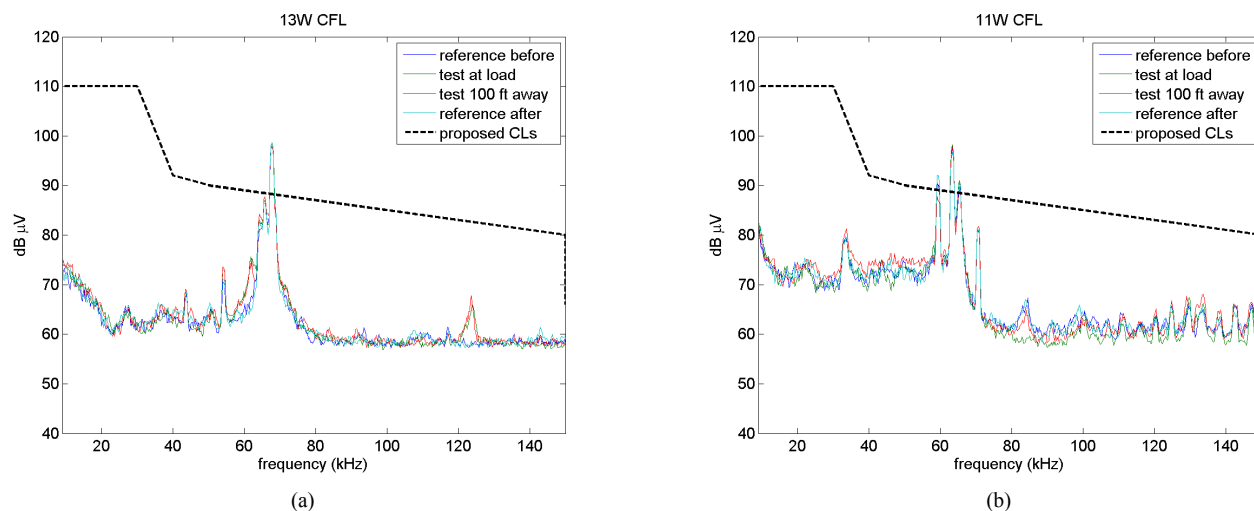 13W CFL
120
110
100
90
80
70
60
50
40
dB µV
20 40 60 80 100 120 140
frequency (kHz)
reference before
test at load
test 100 ft away
reference after
proposed CLs
(a)
11W CFL
120
110
100
90
80
70
60
50
40
dB µV
20 40 60 80 100 120 140
frequency (kHz)
reference before
test at load
test 100 ft away
reference after
proposed CLs
(b)